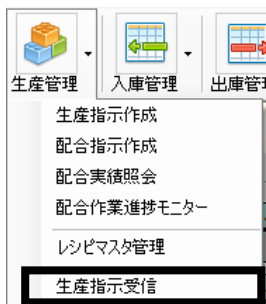 生産管理 入庫管理 出庫管
生産指示作成
配合指示作成
配合実績照会
配合作業進捗モニター
レシピマスタ管理
生産指示受信